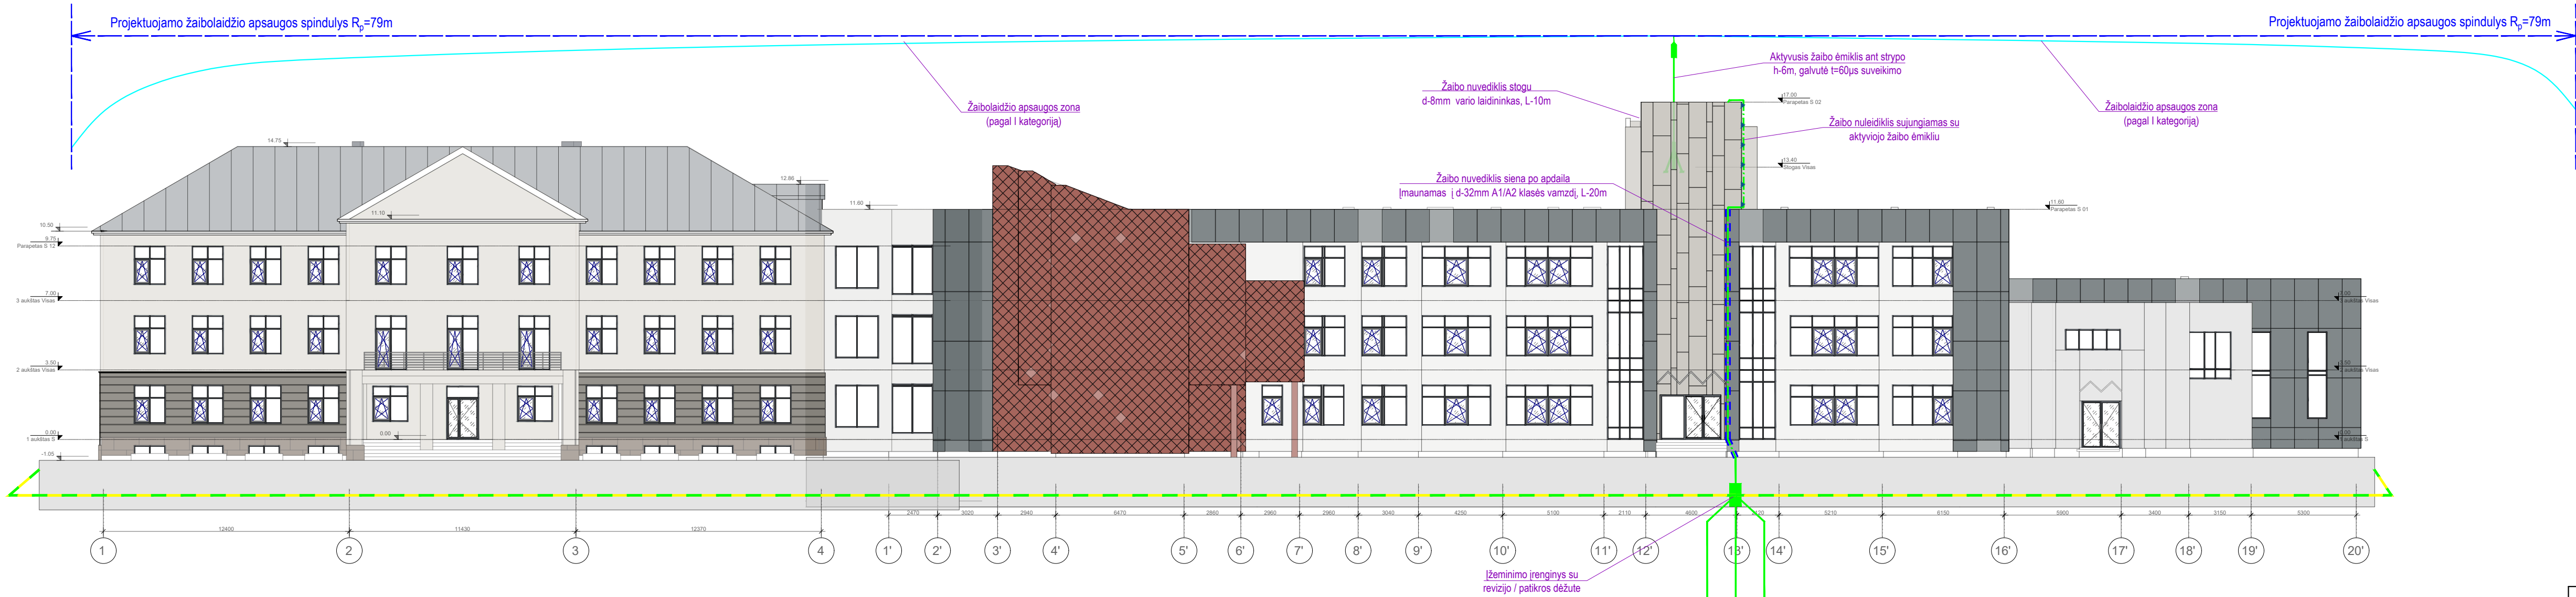 Projektuojamo žaibolaidžio apsaugos spindulys Rp=79m
Projektuojamo žaibolaidžio apsaugos spindulys Rp=79m
Aktyvusis žaibo ėmiklis ant strypo
h-6m, galvutė t=60µs suveikimo
Žaibo nuvediklis stogu
d-8mm vario laidininkas, L-10m
Žaibolaidžio apsaugos zona
(pagal I kategoriją)
17.00
Parapetas S 02
Žaibolaidžio apsaugos zona
(pagal I kategoriją)
Žaibo nuleidiklis sujungiamas su
aktyviojo žaibo ėmikliu
14.75
13.40
Stogas Visas
12.86
Žaibo nuvediklis siena po apdaila
Įmaunamas į d-32mm A1/A2 klasės vamzdį, L-20m
11.60
11.60
Parapetas S 01
11.10
10.50
9.75
Parapetas S 12
7.00
3 aukštas Visas
3.50
2 aukštas Visas
0.00
1 aukštas S
0.00
-1.05
12400
11430
12370
2470
3020
2940
6470
2860
2960
2960
3040
4250
5100
2110
4600
5210
6150
5900
3400
3150
5300
1
2
3
4
1'
2'
3'
4'
5'
6'
7'
8'
9'
10'
11'
12'
13'
14'
15'
16'
17'
18'
19'
20'
Įžeminimo įrenginys su
revizijo / patikros dėžute